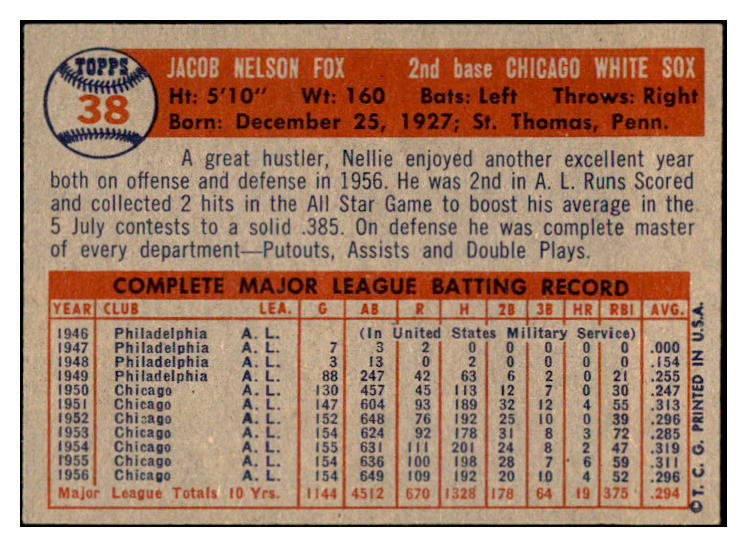 TOPPS
38
JACOB NELSON FOX 2nd base CHICAGO WHITE SOX
Ht: 5'10" Wt: 160 Bats: Left Throws: Right
Born: December 25, 1927; St. Thomas, Penn.
A great hustler, Nellie enjoyed another excellent year
both on offense and defense in 1956. He was 2nd in A. L. Runs Scored
and collected 2 hits in the All Star Game to boost his average in the
5 July contests to a solid .385. On defense he was complete master
of every department—Putouts, Assists and Double Plays.
COMPLETE MAJOR LEAGUE BATTING RECORD
YEAR CLUB LEA. G AB R H 2B 3B HR RBI AVG.
1946 Philadelphia A. L. (In United States Military Service)
1947 Philadelphia A. L. 7 3 2 0 0 0 0 0 .000
1948 Philadelphia A. L. 3 13 0 2 0 0 0 0 .154
1949 Philadelphia A. L. 88 247 42 63 6 2 0 21 .255
1950 Chicago A. L. 130 457 45 113 12 7 0 30 .247
1951 Chicago A. L. 147 604 93 189 32 12 4 55 .313
1952 Chicago A. L. 152 648 76 192 25 10 0 39 .296
1953 Chicago A. L. 154 624 92 178 31 8 3 72 .285
1954 Chicago A. L. 155 631 111 201 24 8 2 47 .319
1955 Chicago A. L. 154 636 100 198 28 7 6 59 .311
1956 Chicago A. L. 154 649 109 192 20 10 4 52 .296
Major League Totals 10 Yrs. 1144 4512 670 1328 178 64 19 375 .294
© T. C. G. PRINTED IN U.S.A.